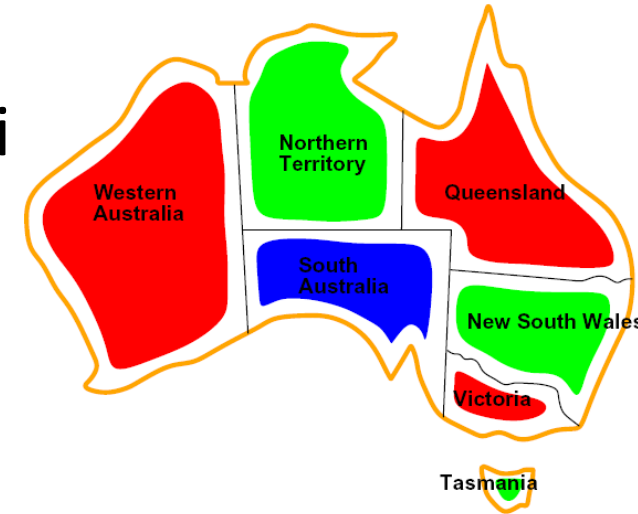 Northern
Territory
Western
Australia
Queensland
South
Australia
New South Wales
Victoria
Tasmania